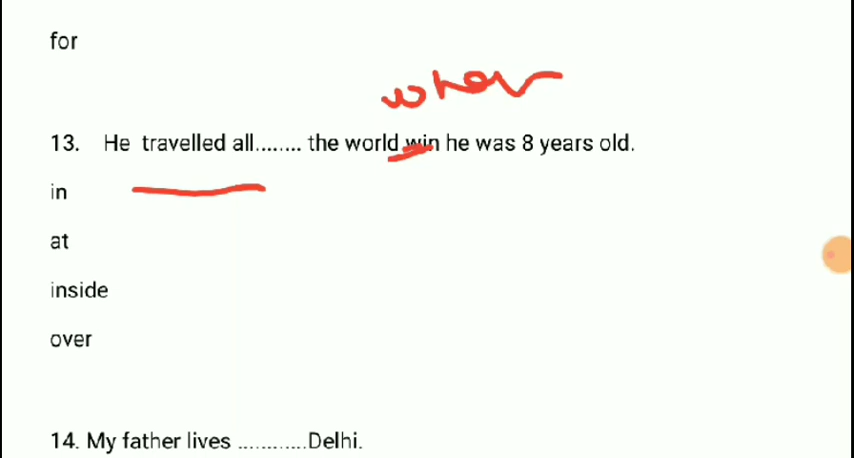 for
when
13. He travelled all........ the world win he was 8 years old.
in
at
inside
over
14. My father lives ............Delhi.